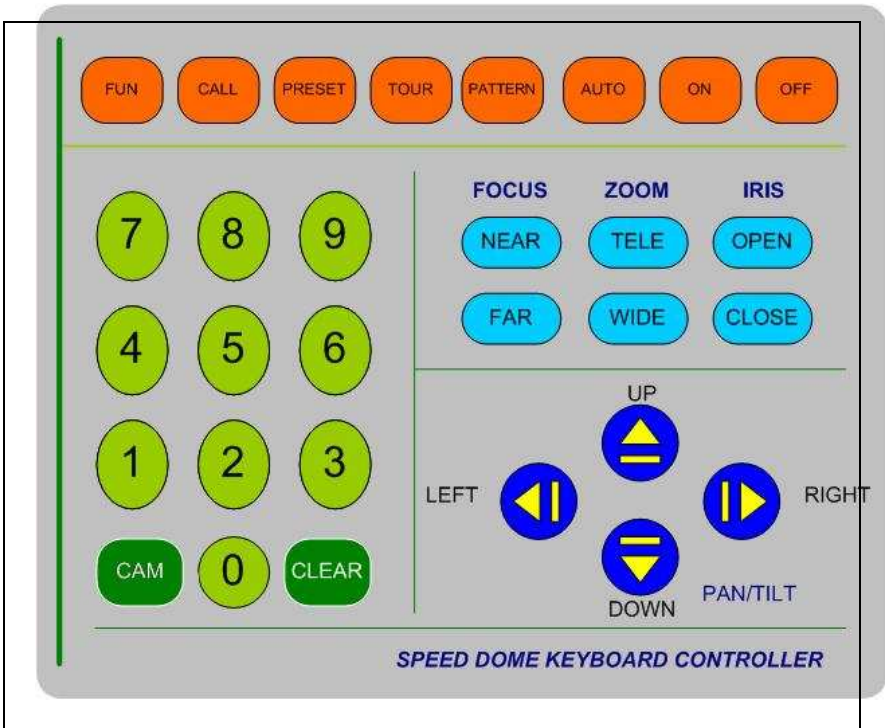 FUN CALL PRESET TOUR PATTERN AUTO ON OFF
FOCUS ZOOM IRIS
7 8 9 NEAR TELE OPEN
FAR WIDE CLOSE
4 5 6
UP
1 2 3
LEFT RIGHT
CAM 0 CLEAR
DOWN PAN/TILT
SPEED DOME KEYBOARD CONTROLLER